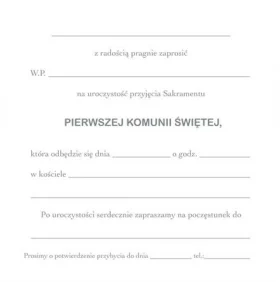 z radością pragnie zaprosić
W.P.
na uroczystość przyjęcia Sakramentu
PIERWSZEJ KOMUNII ŚWIĘTEJ,
która odbędzie się dnia o godz.
w kościele
Po uroczystości serdecznie zapraszamy na poczęstunek do
Prosimy o potwierdzenie przybycia do dnia tel.: